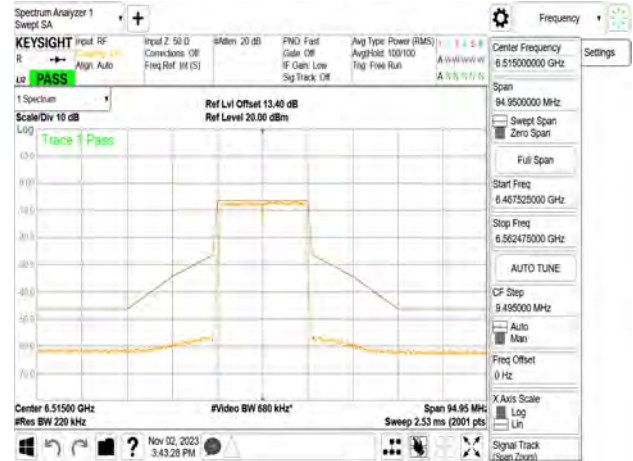 Spectrum Analyzer 1
Swept SA
Frequency
KEYSIGHT
R
PASS
Input: RF
Align: Auto
Input Z: 50 Ω
Corrections: Off
Freq Ref: Int (S)
#Atten: 20 dB
PNO: Fast
Gate: Off
IF Gain: Low
Sig Track: Off
Avg Type: Power (RMS)
Avg|Hold: 100/100
Trig: Free Run
1 Spectrum
Scale/Div 10 dB
Log
Ref Lvl Offset 13.40 dB
Ref Level 20.00 dBm
Trace 1 Pass
Center 6.51500 GHz
#Res BW 220 kHz
#Video BW 680 kHz*
Span 94.95 MHz
Sweep 2.53 ms (2001 pts)
Nov 02, 2023
3:43:28 PM
Center Frequency
6.515000000 GHz
Settings
Span
94.9500000 MHz
Swept Span
Zero Span
Full Span
Start Freq
6.467525000 GHz
Stop Freq
6.562475000 GHz
AUTO TUNE
CF Step
9.495000 MHz
Auto
Man
Freq Offset
0 Hz
X Axis Scale
Log
Lin
Signal Track
(Span Zoom)